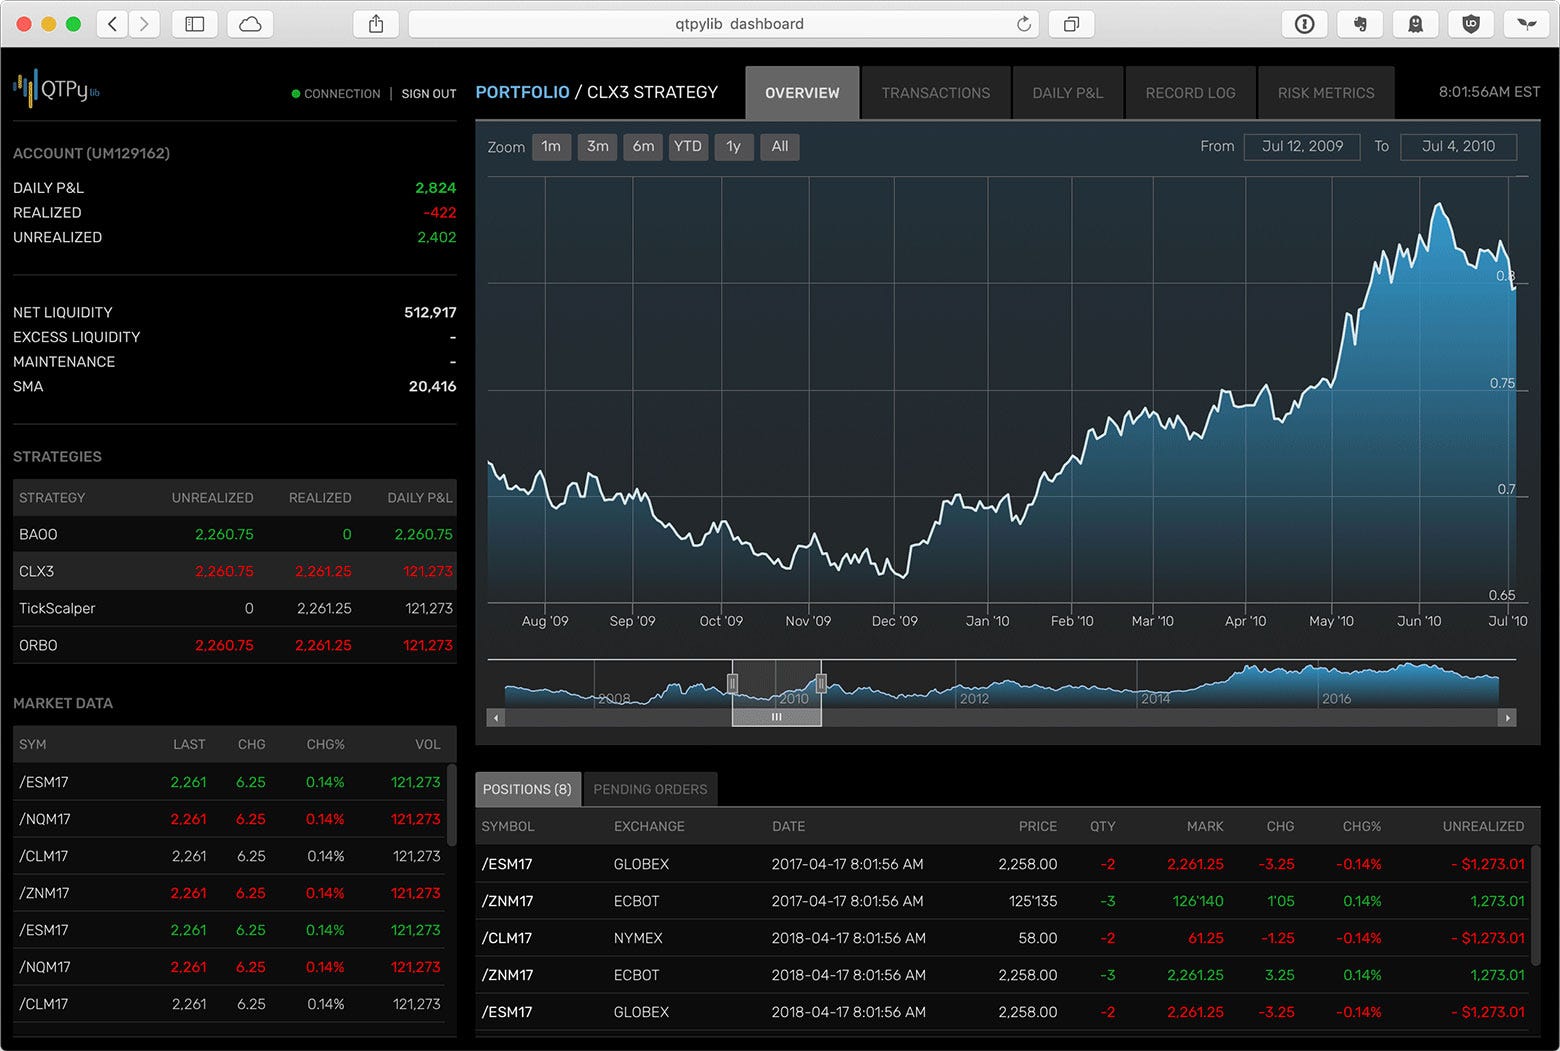 qtpylib dashboard
QTPy lib
CONNECTION | SIGN OUT
PORTFOLIO / CLX3 STRATEGY
OVERVIEW TRANSACTIONS DAILY P&L RECORD LOG RISK METRICS
8:01:56AM EST
ACCOUNT (UM129162)
DAILY P&L 2,824
REALIZED -422
UNREALIZED 2,402
NET LIQUIDITY 512,917
EXCESS LIQUIDITY -
MAINTENANCE -
SMA 20,416
STRATEGIES
STRATEGY UNREALIZED REALIZED DAILY P&L
BAOO 2,260.75 0 2,260.75
CLX3 2,260.75 2,261.25 121,273
TickScalper 0 2,261.25 121,273
ORBO 2,260.75 2,261.25 121,273
MARKET DATA
SYM LAST CHG CHG% VOL
/ESM17 2,261 6.25 0.14% 121,273
/NQM17 2,261 6.25 0.14% 121,273
/CLM17 2,261 6.25 0.14% 121,273
/ZNM17 2,261 6.25 0.14% 121,273
/ESM17 2,261 6.25 0.14% 121,273
/NQM17 2,261 6.25 0.14% 121,273
/CLM17 2,261 6.25 0.14% 121,273
Zoom 1m 3m 6m YTD 1y All
From Jul 12, 2009 To Jul 4, 2010
0.8
0.75
0.7
0.65
Aug '09 Sep '09 Oct '09 Nov '09 Dec '09 Jan '10 Feb '10 Mar '10 Apr '10 May '10 Jun '10 Jul '10
2008 2010 2012 2014 2016
POSITIONS (8) PENDING ORDERS
SYMBOL EXCHANGE DATE PRICE QTY MARK CHG CHG% UNREALIZED
/ESM17 GLOBEX 2017-04-17 8:01:56 AM 2,258.00 -2 2,261.25 -3.25 -0.14% - $1,273.01
/ZNM17 ECBOT 2017-04-17 8:01:56 AM 125'135 -3 126'140 1'05 0.14% 1,273.01
/CLM17 NYMEX 2018-04-17 8:01:56 AM 58.00 -2 61.25 -1.25 -0.14% - $1,273.01
/ZNM17 ECBOT 2018-04-17 8:01:56 AM 2,258.00 -3 2,261.25 3.25 0.14% 1,273.01
/ESM17 GLOBEX 2018-04-17 8:01:56 AM 2,258.00 -2 2,261.25 -3.25 -0.14% - $1,273.01